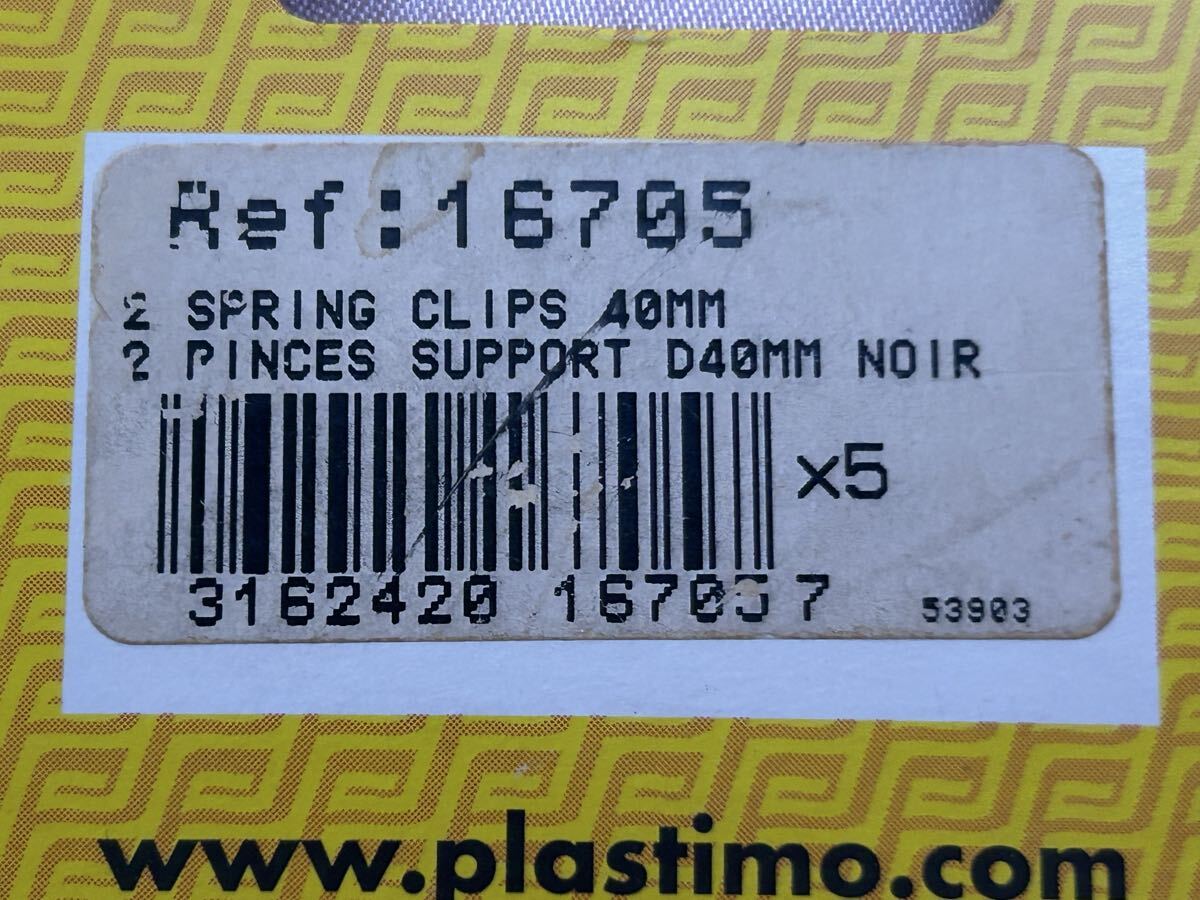 Ref:16705
2 SPRING CLIPS 40MM
2 PINCES SUPPORT D40MM NOIR
x5
3162420 167057
53903
www.plastimo.com